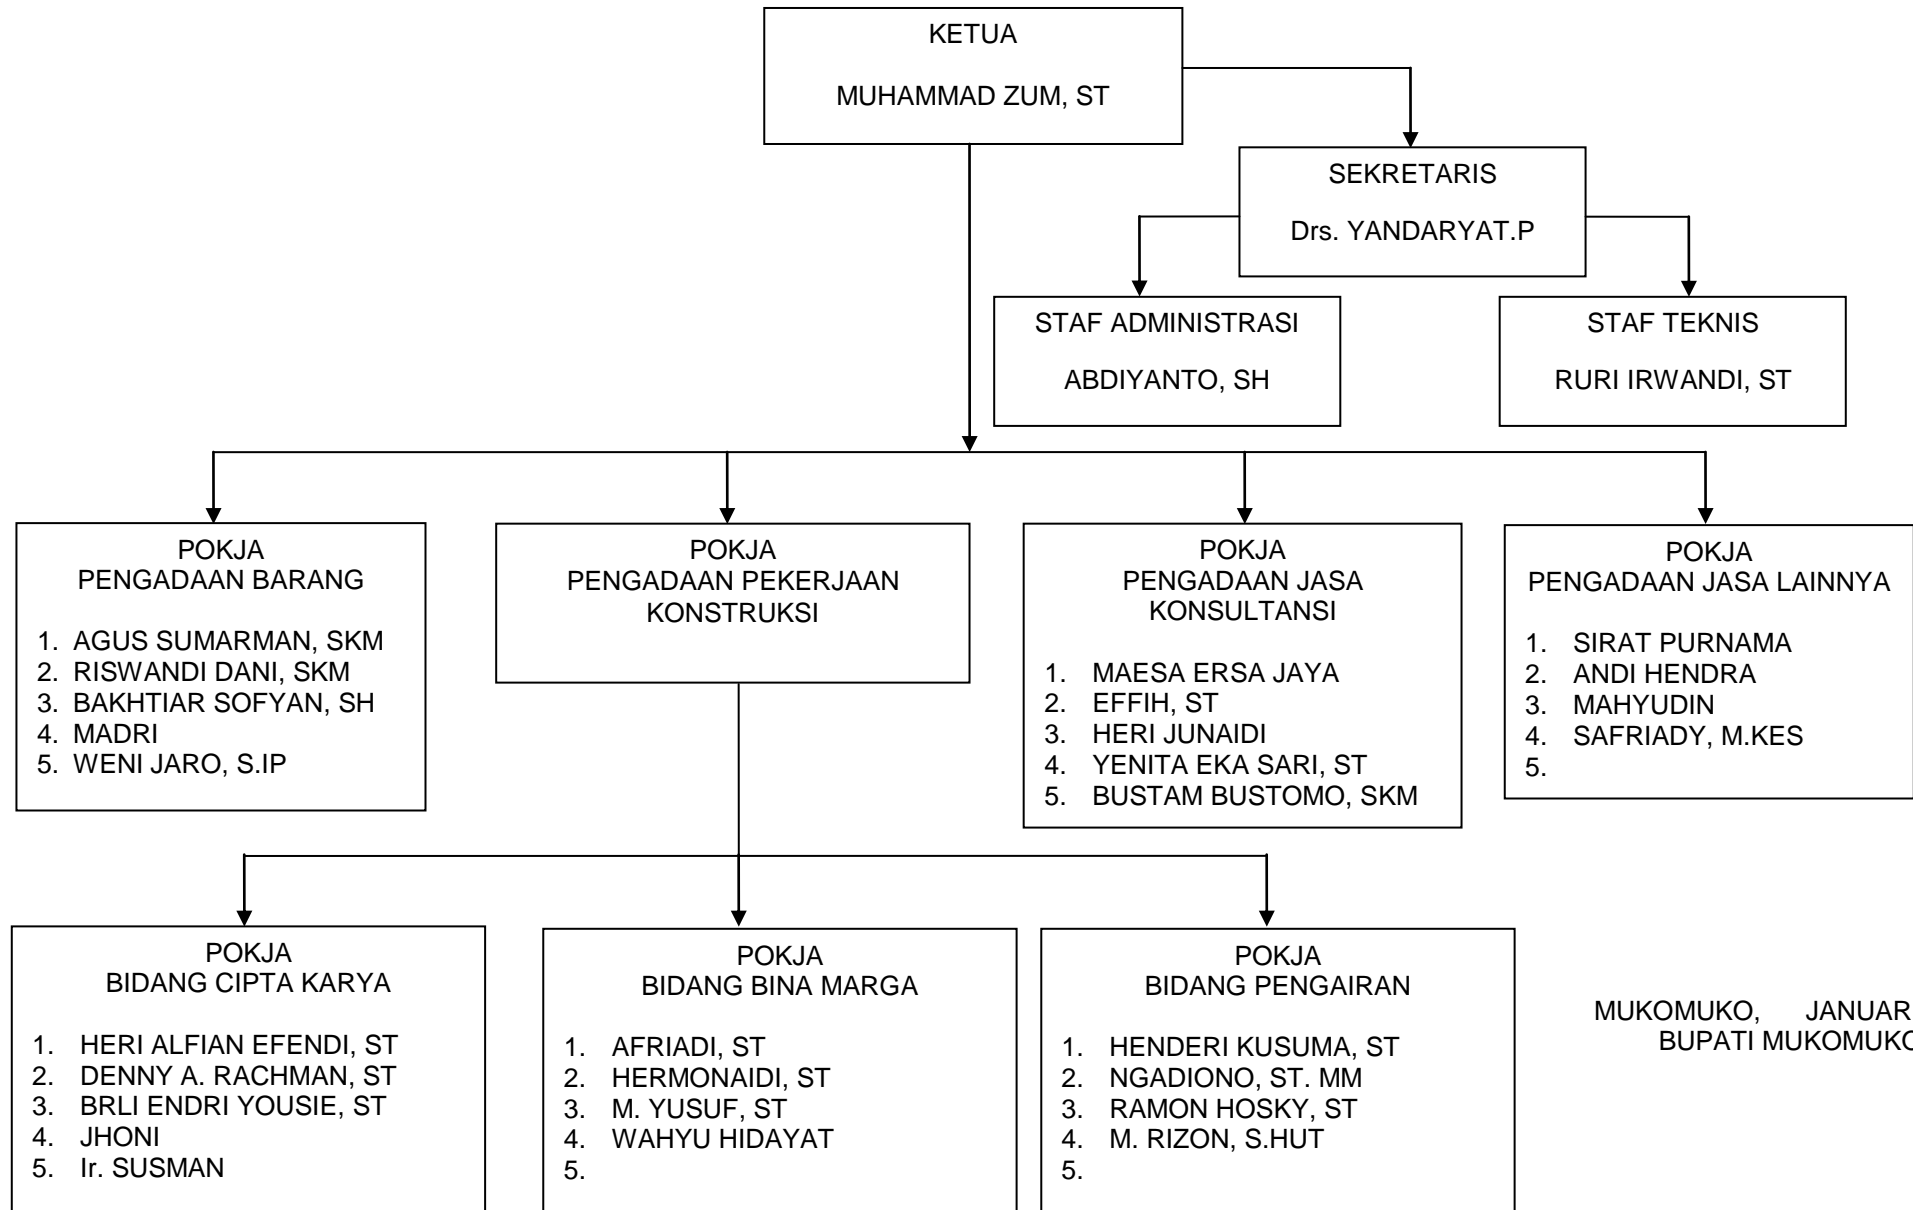 KETUA
MUHAMMAD ZUM, ST
SEKRETARIS
Drs. YANDARYAT.P
STAF ADMINISTRASI
ABDIYANTO, SH
STAF TEKNIS
RURI IRWANDI, ST
POKJA
PENGADAAN BARANG
1. AGUS SUMARMAN, SKM
2. RISWANDI DANI, SKM
3. BAKHTIAR SOFYAN, SH
4. MADRI
5. WENI JARO, S.IP
POKJA
PENGADAAN PEKERJAAN
KONSTRUKSI
POKJA
PENGADAAN JASA
KONSULTANSI
1. MAESA ERSA JAYA
2. EFFIH, ST
3. HERI JUNAIDI
4. YENITA EKA SARI, ST
5. BUSTAM BUSTOMO, SKM
POKJA
PENGADAAN JASA LAINNYA
1. SIRAT PURNAMA
2. ANDI HENDRA
3. MAHYUDIN
4. SAFRIADY, M.KES
5.
POKJA
BIDANG CIPTA KARYA
1. HERI ALFIAN EFENDI, ST
2. DENNY A. RACHMAN, ST
3. BRLI ENDRI YOUSIE, ST
4. JHONI
5. Ir. SUSMAN
POKJA
BIDANG BINA MARGA
1. AFRIADI, ST
2. HERMONAIDI, ST
3. M. YUSUF, ST
4. WAHYU HIDAYAT
5.
POKJA
BIDANG PENGAIRAN
1. HENDERI KUSUMA, ST
2. NGADIONO, ST. MM
3. RAMON HOSKY, ST
4. M. RIZON, S.HUT
5.
MUKOMUKO, JANUAR
BUPATI MUKOMUKO